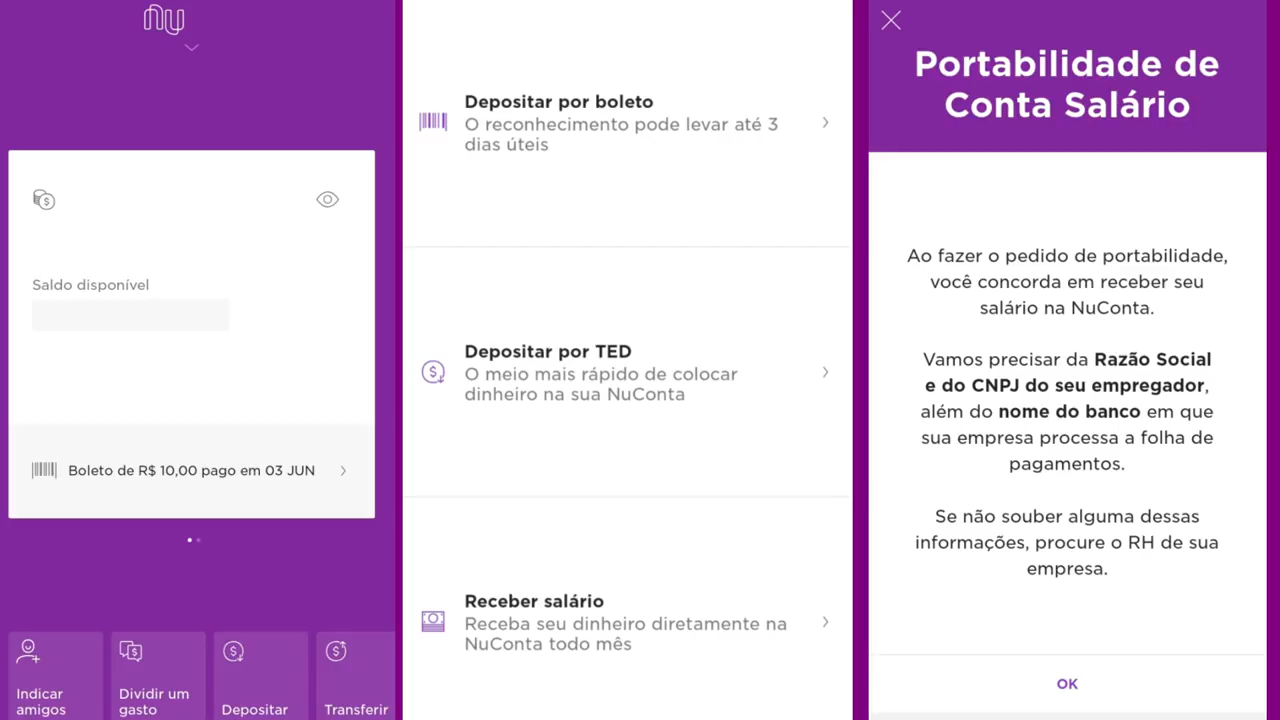 nu
Saldo disponível
Boleto de R$ 10,00 pago em 03 JUN
Indicar
amigos
Dividir um
gasto
Depositar
Transferir
Depositar por boleto
O reconhecimento pode levar até 3
dias úteis
Depositar por TED
O meio mais rápido de colocar
dinheiro na sua NuConta
Receber salário
Receba seu dinheiro diretamente na
NuConta todo mês
Portabilidade de
Conta Salário
Ao fazer o pedido de portabilidade,
você concorda em receber seu
salário na NuConta.
Vamos precisar da Razão Social
e do CNPJ do seu empregador,
além do nome do banco em que
sua empresa processa a folha de
pagamentos.
Se não souber alguma dessas
informações, procure o RH de sua
empresa.
OK